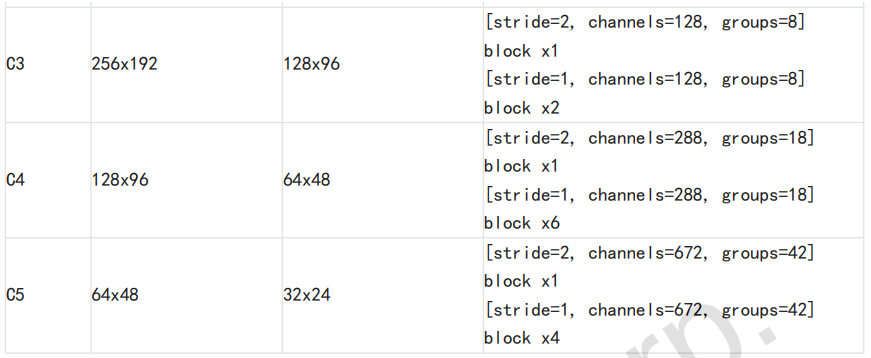 C3 256x192 128x96 [stride=2, channels=128, groups=8]
block x1
[stride=1, channels=128, groups=8]
block x2
C4 128x96 64x48 [stride=2, channels=288, groups=18]
block x1
[stride=1, channels=288, groups=18]
block x6
C5 64x48 32x24 [stride=2, channels=672, groups=42]
block x1
[stride=1, channels=672, groups=42]
block x4
rp.